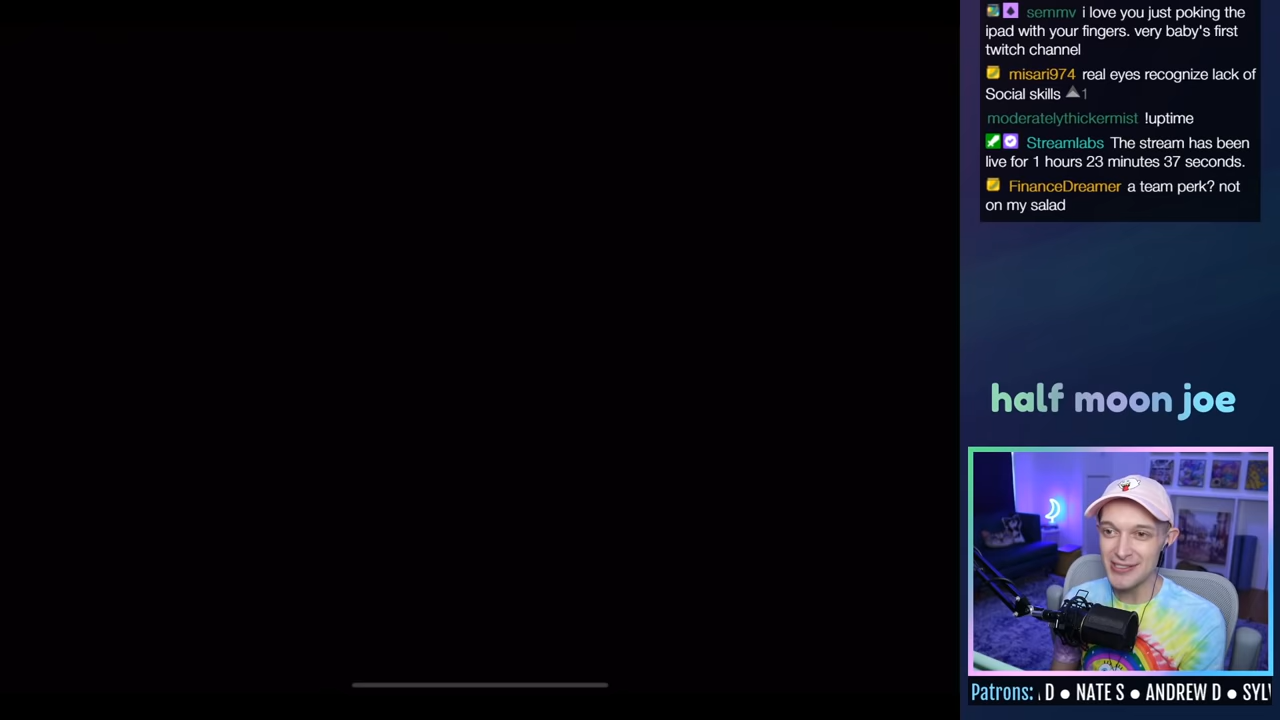 semmv i love you just poking the
ipad with your fingers. very baby's first
twitch channel
misari974 real eyes recognize lack of
Social skills 1
moderatelythickermist !uptime
Streamlabs The stream has been
live for 1 hours 23 minutes 37 seconds.
FinanceDreamer a team perk? not
on my salad
half moon joe
Patrons: D ● NATE S ● ANDREW D ● SYL